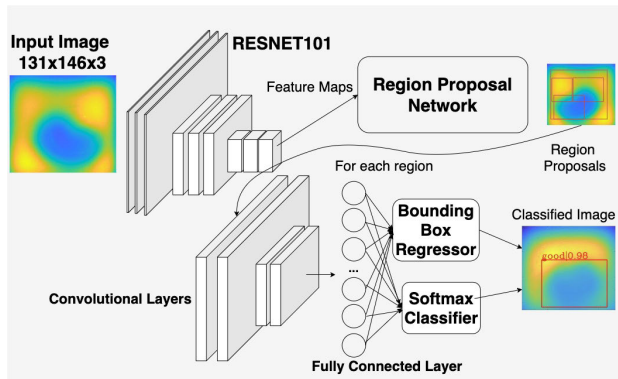 Input Image
131x146x3
RESNET101
Feature Maps
Region Proposal
Network
Region
Proposals
For each region
Bounding
Box
Regressor
Classified Image
good|0.98
Convolutional Layers
...
Softmax
Classifier
Fully Connected Layer